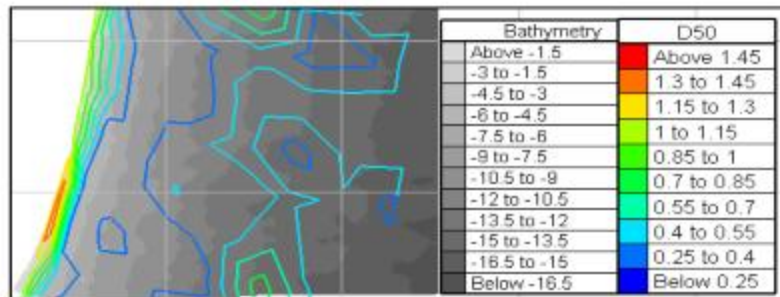 Bathymetry
Above -1.5
-3 to -1.5
-4.5 to -3
-6 to -4.5
-7.5 to -6
-9 to -7.5
-10.5 to -9
-12 to -10.5
-13.5 to -12
-15 to -13.5
-16.5 to -15
Below -16.5
D50
Above 1.45
1.3 to 1.45
1.15 to 1.3
1 to 1.15
0.85 to 1
0.7 to 0.85
0.55 to 0.7
0.4 to 0.55
0.25 to 0.4
Below 0.25